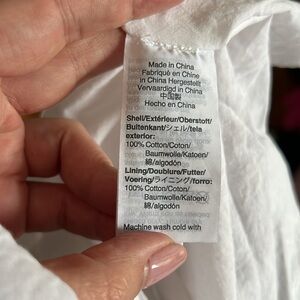 Made in China
Fabriqué en Chine
in China Hergestellt
Vervaardigd in China
中国製
Hecho en China
Shell/Extérieur/Oberstoff/
Buitenkant/シェル/tela
exterior:
100% Cotton/Coton/
Baumwolle/Katoen/
綿/algodón
Lining/Doublure/Futter/
Voering/ライニング/forro:
100% Cotton/Coton/
Baumwolle/Katoen/
綿/algodón
Machine wash cold with